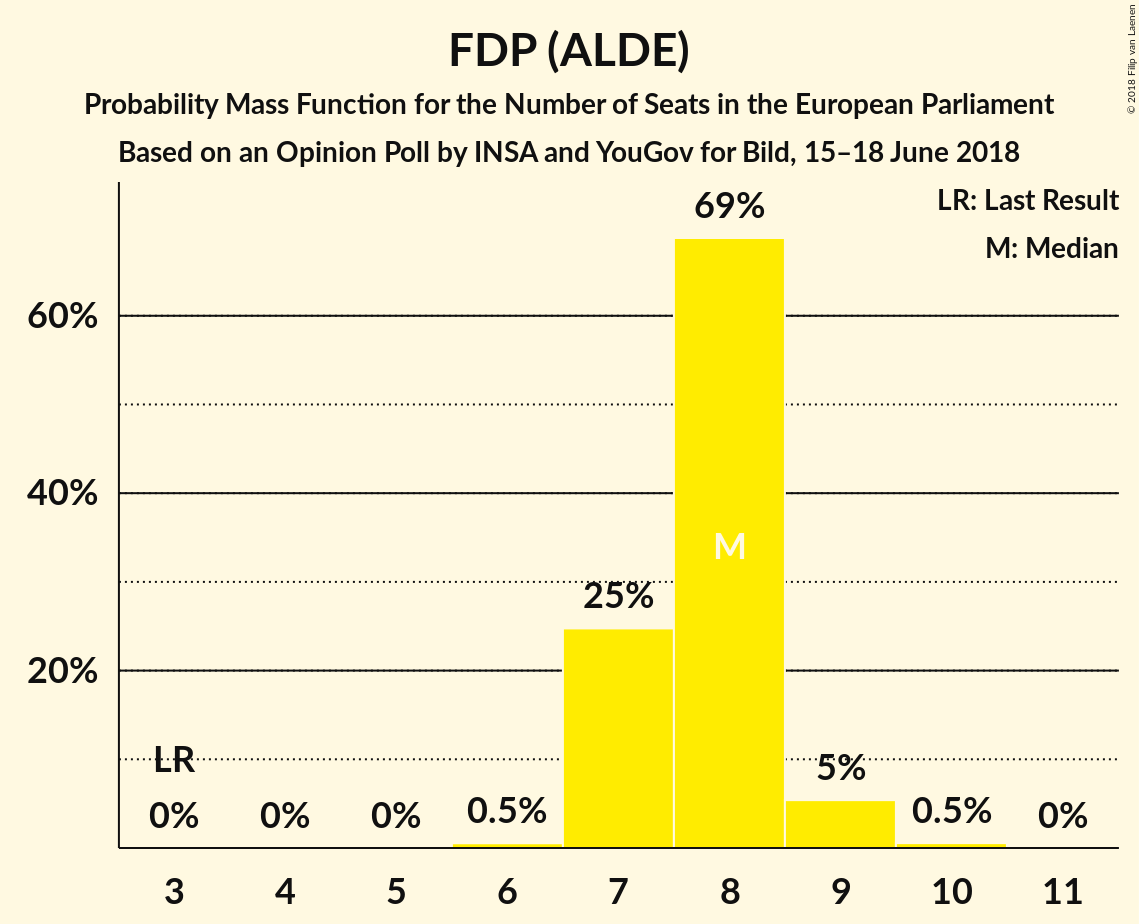 FDP (ALDE)
Probability Mass Function for the Number of Seats in the European Parliament
Based on an Opinion Poll by INSA and YouGov for Bild, 15–18 June 2018
© 2018 Filip van Laenen
LR: Last Result
M: Median
69%
60%
40%
M
25%
20%
LR
5%
0% 0% 0% 0.5% 0.5% 0%
3 4 5 6 7 8 9 10 11